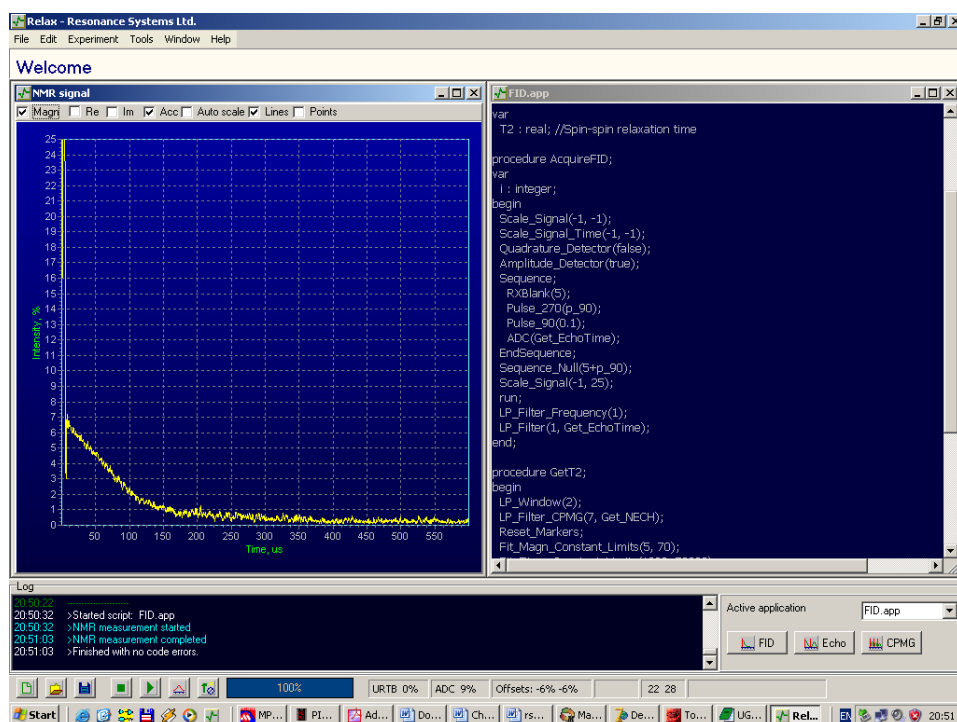 Relax - Resonance Systems Ltd.
File Edit Experiment Tools Window Help
Welcome
NMR signal
Magn Re Im Acc Auto scale Lines Points
25
24
23
22
21
20
19
18
17
16
15
14
13
12
11
10
9
8
7
6
5
4
3
2
1
0
Intensity, %
50 100 150 200 250 300 350 400 450 500 550
Time, us
FID.app
var
T2 : real; //Spin-spin relaxation time
procedure AcquireFID;
var
i : integer;
begin
Scale_Signal(-1, -1);
Scale_Signal_Time(-1, -1);
Quadrature_Detector(false);
Amplitude_Detector(true);
Sequence;
RXBlank(5);
Pulse_270(p_90);
Pulse_90(0.1);
ADC(Get_EchoTime);
EndSequence;
Sequence_Null(5+p_90);
Scale_Signal(-1, 25);
run;
LP_Filter_Frequency(1);
LP_Filter(1, Get_EchoTime);
end;
procedure GetT2;
begin
LP_Window(2);
LP_Filter_CPMG(7, Get_NECH);
Reset_Markers;
Fit_Magn_Constant_Limits(5, 70);
Log
20:50:22 --------------------
20:50:32 >Started script: FID.app
20:50:32 >NMR measurement started
20:51:03 >NMR measurement completed
20:51:03 >Finished with no code errors.
Active application FID.app
FID Echo CPMG
100% URTB 0% ADC 9% Offsets: -6% -6% 22 28
Start MP... PI... Ad... Do... Ch... rs... Ma... De... To... UG... Rel... EN 20:51